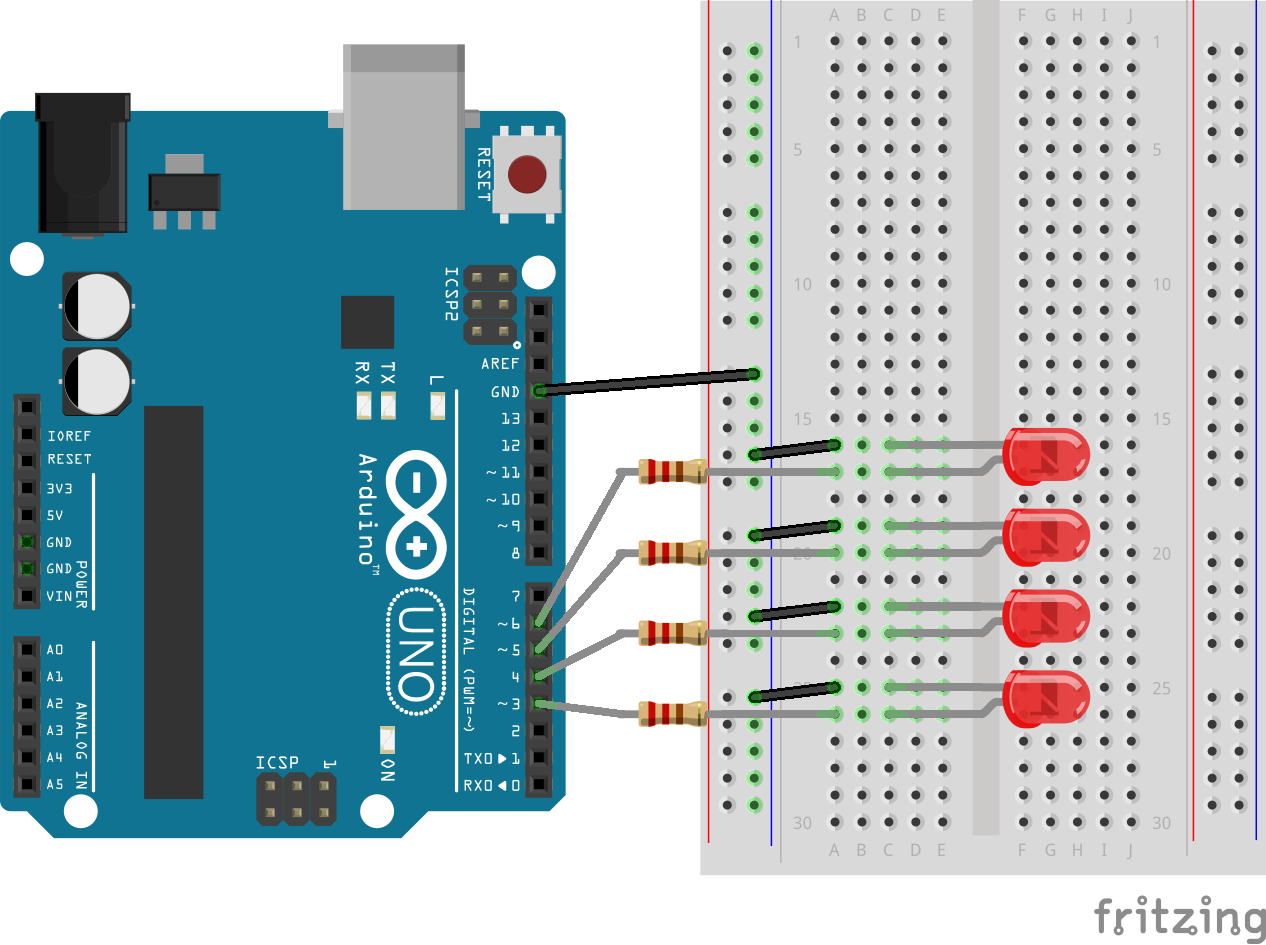 A B C D E F G H I J
1 1
5 5
10 10
15 15
20 20
25 25
30 30
A B C D E F G H I J
RESET
ICSP2
AREF
GND
13
12
~11
~10
~9
8
7
~6
~5
4
~3
2
TX0▶1
RX0◀0
DIGITAL (PWM=~)
RX
TX
L
Arduino™
UNO
IOREF
RESET
3V3
5V
GND
GND
VIN
POWER
A0
A1
A2
A3
A4
A5
ANALOG IN
ICSP
1
ON
fritzing